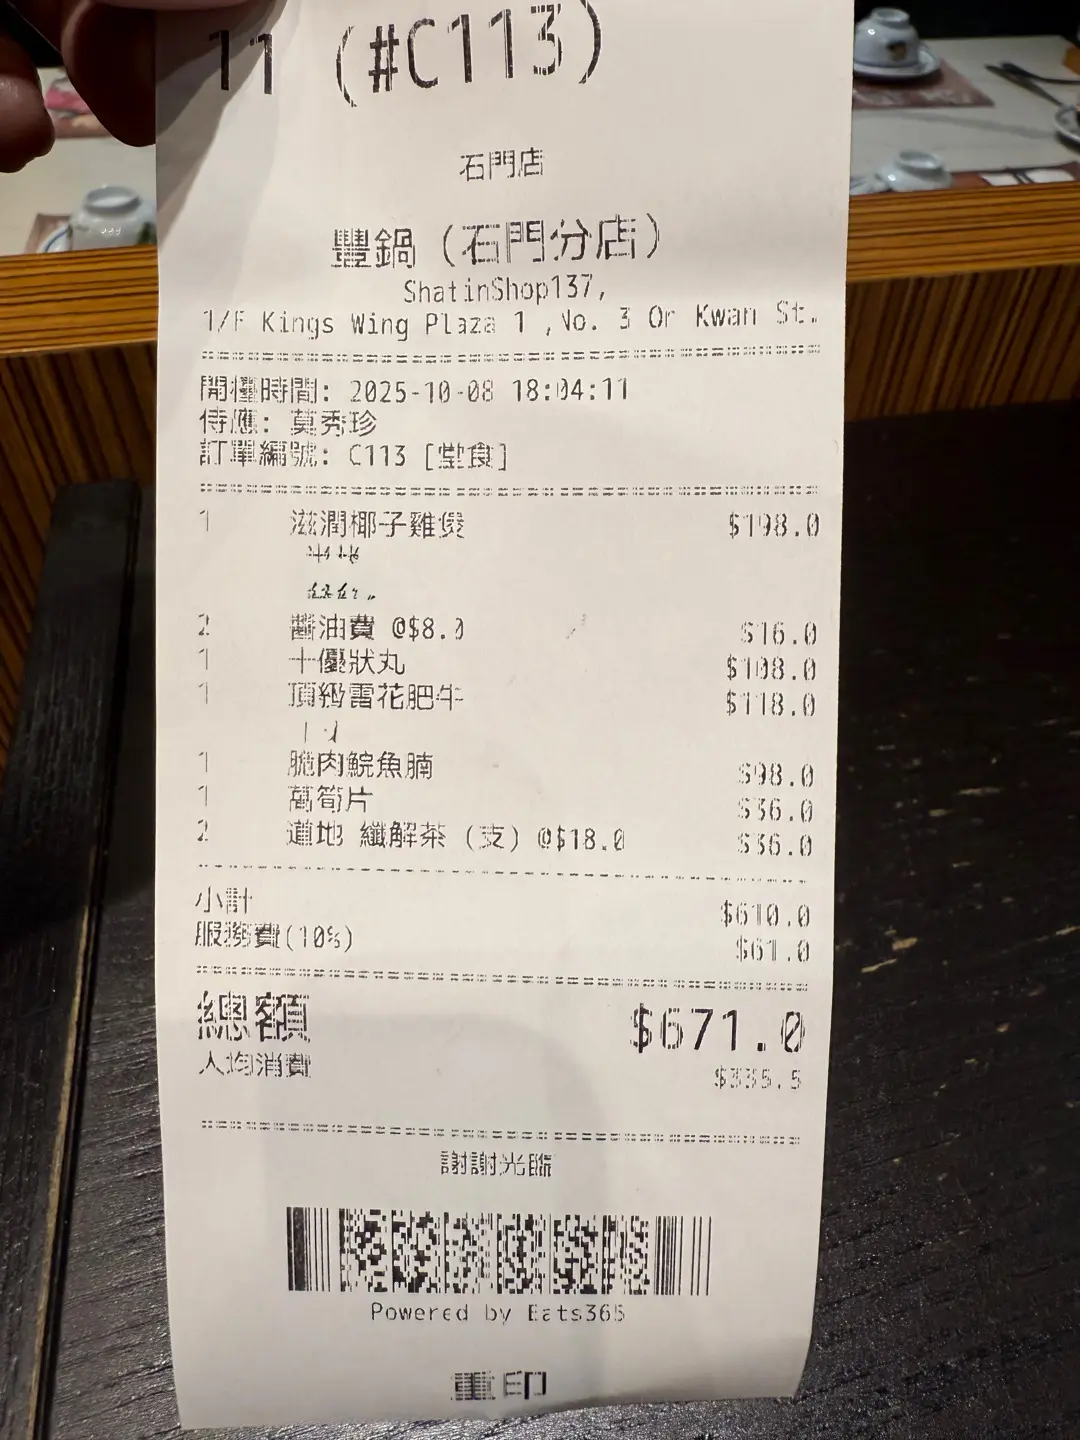 11 (#C113)
石門店
豐鍋 (石門分店)
ShatinShop137,
1/F Kings Wing Plaza 1 ,No. 3 On Kwan St.
開檯時間: 2025-10-08 18:04:11
侍應: 莫秀珍
訂單編號: C113 [堂食]
1 滋潤椰子雞煲 $198.0
2 醬油費 @$8.0 $16.0
1 十優狀丸 $108.0
1 頂級雪花肥牛 $118.0
1 脆肉鯇魚腩 $98.0
1 萵筍片 $36.0
2 道地 纖解茶 (支) @$18.0 $36.0
小計 $610.0
服務費(10%) $61.0
總額 $671.0
人均消費 $335.5
謝謝光臨
Powered by Eats365
重印